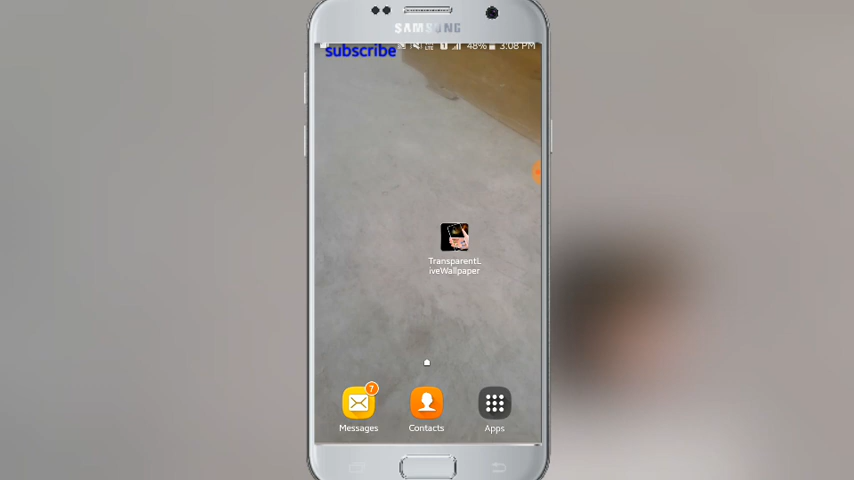 SAMSUNG
subscribe
48% 3:08 PM
TransparentL
iveWallpaper
7
Messages
Contacts
Apps